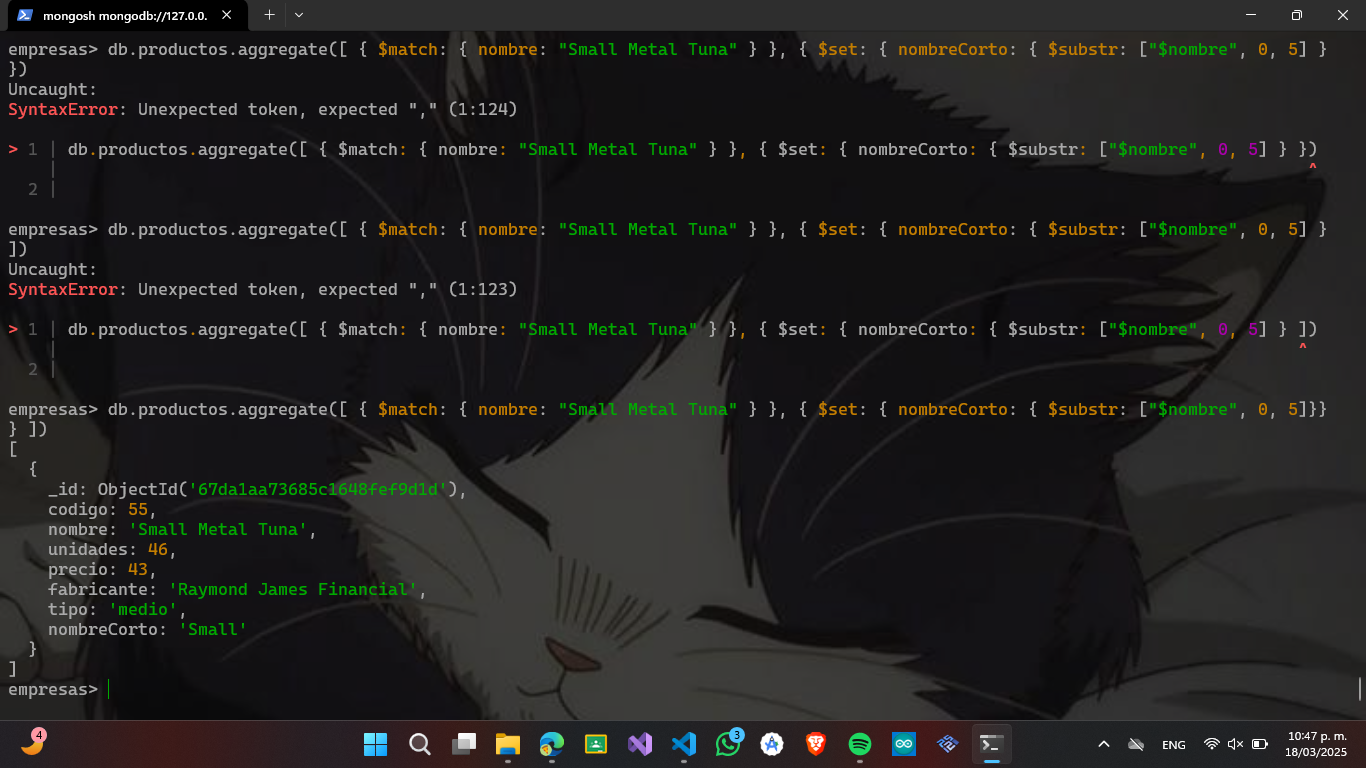 mongosh mongodb://127.0.0.
empresas> db.productos.aggregate([ { $match: { nombre: "Small Metal Tuna" } }, { $set: { nombreCorto: { $substr: ["$nombre", 0, 5] }
})
Uncaught:
SyntaxError: Unexpected token, expected "," (1:124)
> 1 | db.productos.aggregate([ { $match: { nombre: "Small Metal Tuna" } }, { $set: { nombreCorto: { $substr: ["$nombre", 0, 5] } })
| ^
2 |
empresas> db.productos.aggregate([ { $match: { nombre: "Small Metal Tuna" } }, { $set: { nombreCorto: { $substr: ["$nombre", 0, 5] }
])
Uncaught:
SyntaxError: Unexpected token, expected "," (1:123)
> 1 | db.productos.aggregate([ { $match: { nombre: "Small Metal Tuna" } }, { $set: { nombreCorto: { $substr: ["$nombre", 0, 5] } ])
| ^
2 |
empresas> db.productos.aggregate([ { $match: { nombre: "Small Metal Tuna" } }, { $set: { nombreCorto: { $substr: ["$nombre", 0, 5]}}
} ])
[
{
_id: ObjectId('67da1aa73685c1648fef9d1d'),
codigo: 55,
nombre: 'Small Metal Tuna',
unidades: 46,
precio: 43,
fabricante: 'Raymond James Financial',
tipo: 'medio',
nombreCorto: 'Small'
}
]
empresas>
4
3
ENG
10:47 p. m.
18/03/2025